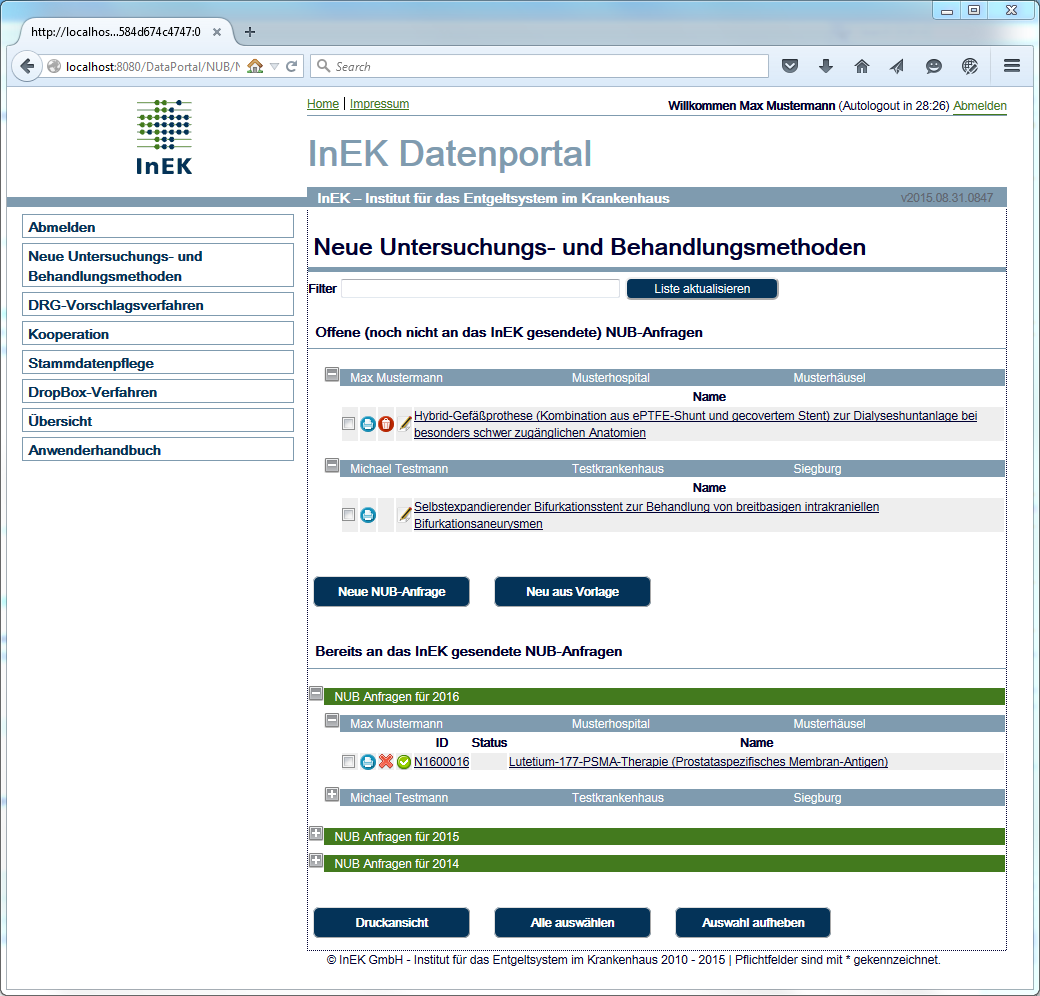 http://localhos...584d674c4747:0
localhost:8080/DataPortal/NUB/
Search
Home | Impressum
Willkommen Max Mustermann (Autologout in 28:26) Abmelden
InEK
InEK Datenportal
InEK – Institut für das Entgeltsystem im Krankenhaus v2015.08.31.0847
Abmelden
Neue Untersuchungs- und
Behandlungsmethoden
DRG-Vorschlagsverfahren
Kooperation
Stammdatenpflege
DropBox-Verfahren
Übersicht
Anwenderhandbuch
Neue Untersuchungs- und Behandlungsmethoden
Filter Liste aktualisieren
Offene (noch nicht an das InEK gesendete) NUB-Anfragen
Max Mustermann Musterhospital Musterhäusel
Name
Hybrid-Gefäßprothese (Kombination aus ePTFE-Shunt und gecovertem Stent) zur Dialyseshuntanlage bei
besonders schwer zugänglichen Anatomien
Michael Testmann Testkrankenhaus Siegburg
Name
Selbstexpandierender Bifurkationsstent zur Behandlung von breitbasigen intrakraniellen
Bifurkationsaneurysmen
Neue NUB-Anfrage Neu aus Vorlage
Bereits an das InEK gesendete NUB-Anfragen
NUB Anfragen für 2016
Max Mustermann Musterhospital Musterhäusel
ID Status Name
N1600016 Lutetium-177-PSMA-Therapie (Prostataspezifisches Membran-Antigen)
Michael Testmann Testkrankenhaus Siegburg
NUB Anfragen für 2015
NUB Anfragen für 2014
Druckansicht Alle auswählen Auswahl aufheben
© InEK GmbH - Institut für das Entgeltsystem im Krankenhaus 2010 - 2015 | Pflichtfelder sind mit * gekennzeichnet.